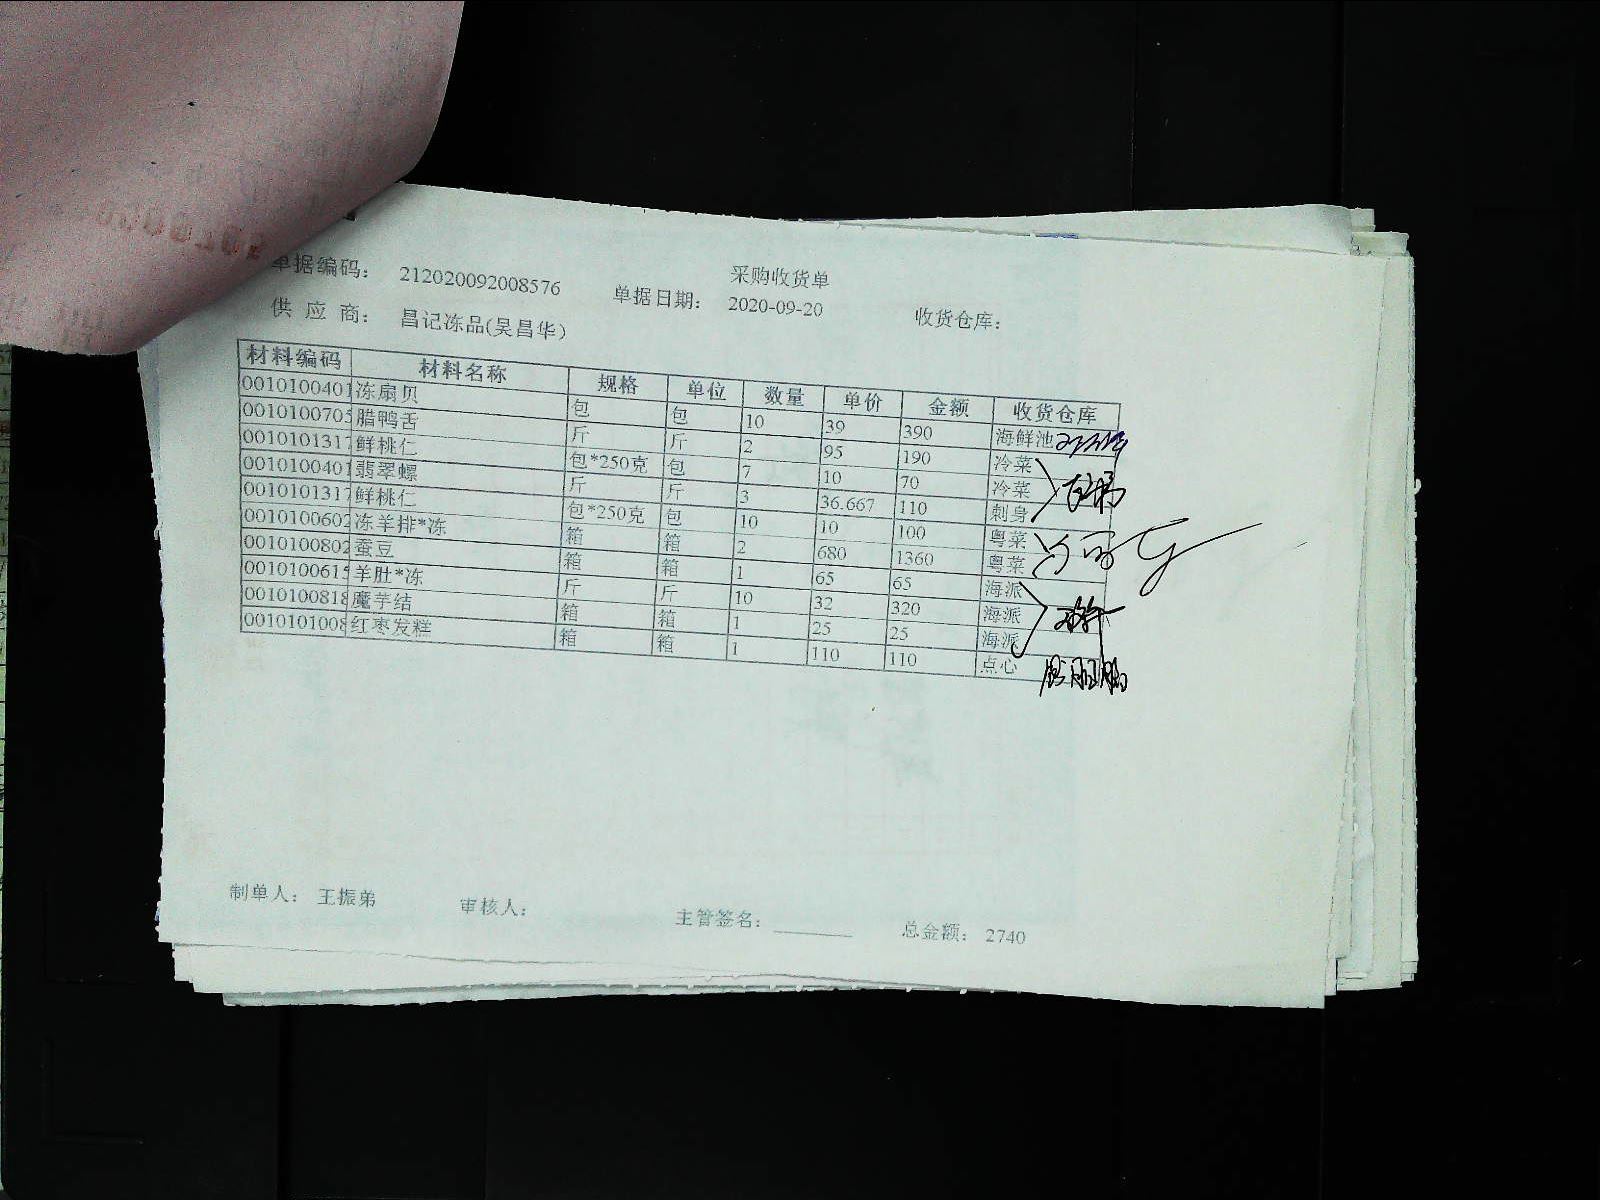 采购收货单
单据编码: 212020092008576 单据日期: 2020-09-20 收货仓库:
供应商: 昌记冻品(吴昌华)
材料编码 材料名称 规格 单位 数量 单价 金额 收货仓库
0010100401 冻扇贝 包 包 10 39 390 海鲜池
0010100705 腊鸭舌 斤 斤 2 95 190 冷菜
0010101317 鲜桃仁 包*250克 包 7 10 70 冷菜
0010100401 翡翠螺 斤 斤 3 36.667 110 刺身
0010101317 鲜桃仁 包*250克 包 10 10 100 粤菜
0010100602 冻羊排*冻 箱 箱 2 680 1360 粤菜
0010100802 蚕豆 箱 箱 1 65 65 海派
0010100615 羊肚*冻 斤 斤 10 32 320 海派
0010100818 魔芋结 箱 箱 1 25 25 海派
0010101008 红枣发糕 箱 箱 1 110 110 点心
制单人: 王振弟 审核人: 主管签名: 总金额: 2740